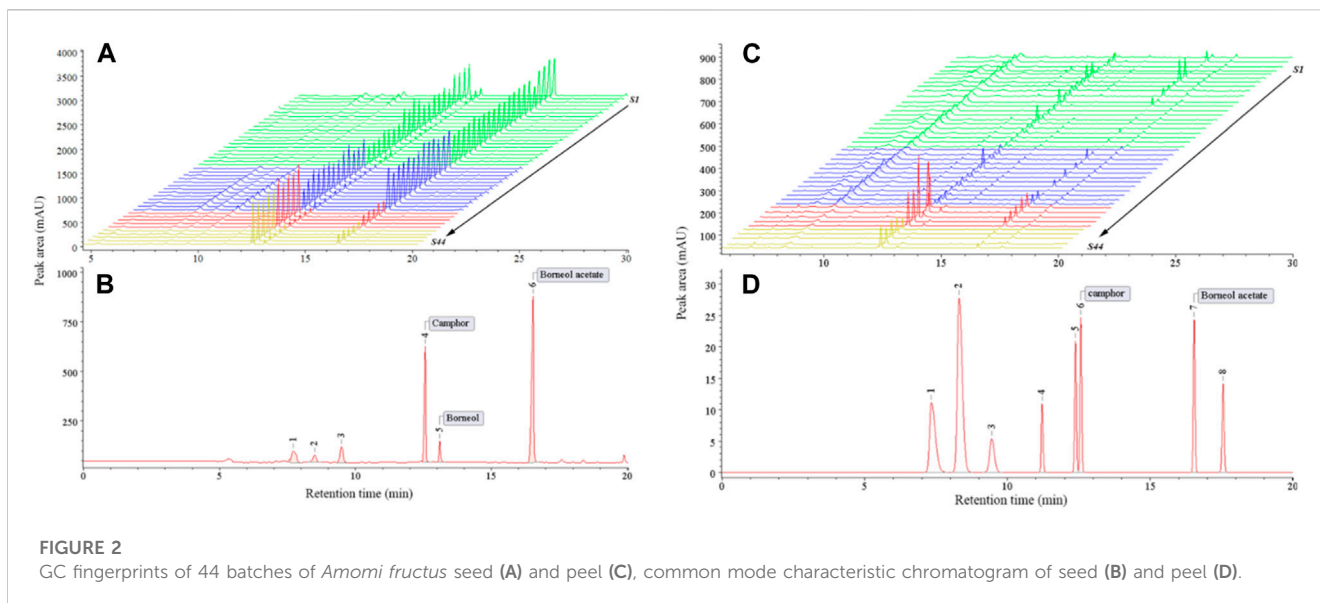 A
4000
3500
3000
2500
2000
1500
1000
500
0
Peak area (mAU)
5 10 15 20 25 30
S1
S44
B
1000
750
500
250
1
2
3
4
Camphor
5
Borneol
6
Borneol acetate
0 5 10 15 20
Retention time (min)
C
900
800
700
600
500
400
300
200
100
Peak area (mAU)
10 15 20 25 30
S1
S44
D
30
25
20
15
10
5
0
1
2
3
4
5
6
camphor
7
Borneol acetate
8
0 5 10 15 20
Retention time (min)
FIGURE 2
GC fingerprints of 44 batches of Amomi fructus seed (A) and peel (C), common mode characteristic chromatogram of seed (B) and peel (D).